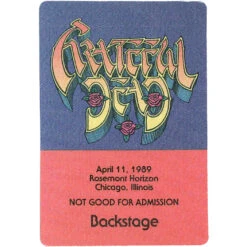 GRATEFUL
DEAD
April 11, 1989
Rosemont Horizon
Chicago, Illinois
NOT GOOD FOR ADMISSION
Backstage